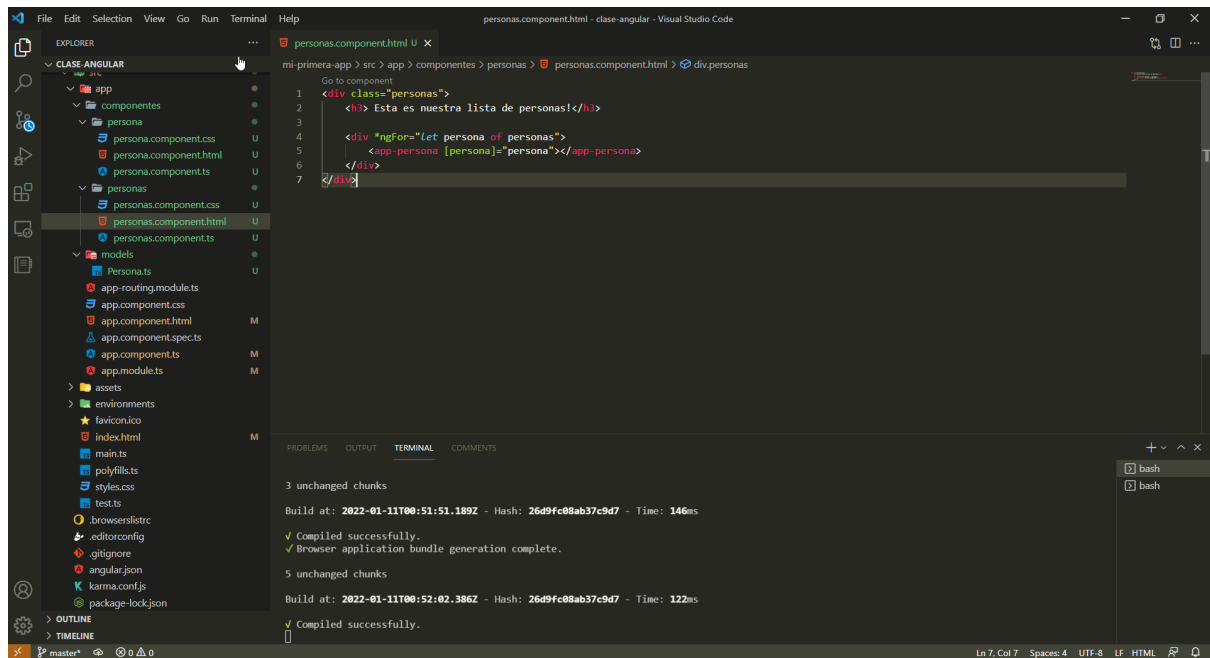 File Edit Selection View Go Run Terminal Help
personas.component.html - clase-angular - Visual Studio Code
EXPLORER
CLASE-ANGULAR
src
app
componentes
persona
persona.component.css U
persona.component.html U
persona.component.ts U
personas
personas.component.css U
personas.component.html U
personas.component.ts U
models
Persona.ts U
app-routing.module.ts
app.component.css
app.component.html M
app.component.spec.ts
app.component.ts M
app.module.ts M
assets
environments
favicon.ico
index.html M
main.ts
polyfills.ts
styles.css
test.ts
.browserslistrc
.editorconfig
.gitignore
angular.json
karma.conf.js
package-lock.json
OUTLINE
TIMELINE
personas.component.html U
mi-primera-app > src > app > componentes > personas > personas.component.html > div.personas
Go to component
1 <div class="personas">
2 <h3> Esta es nuestra lista de personas!</h3>
3
4 <div *ngFor="let persona of personas">
5 <app-persona [persona]="persona"></app-persona>
6 </div>
7 </div>
PROBLEMS OUTPUT TERMINAL COMMENTS
3 unchanged chunks
Build at: 2022-01-11T00:51:51.189Z - Hash: 26d9fc08ab37c9d7 - Time: 146ms
√ Compiled successfully.
√ Browser application bundle generation complete.
5 unchanged chunks
Build at: 2022-01-11T00:52:02.386Z - Hash: 26d9fc08ab37c9d7 - Time: 122ms
√ Compiled successfully.
bash
bash
master* 0 0
Ln 7, Col 7 Spaces: 4 UTF-8 LF HTML